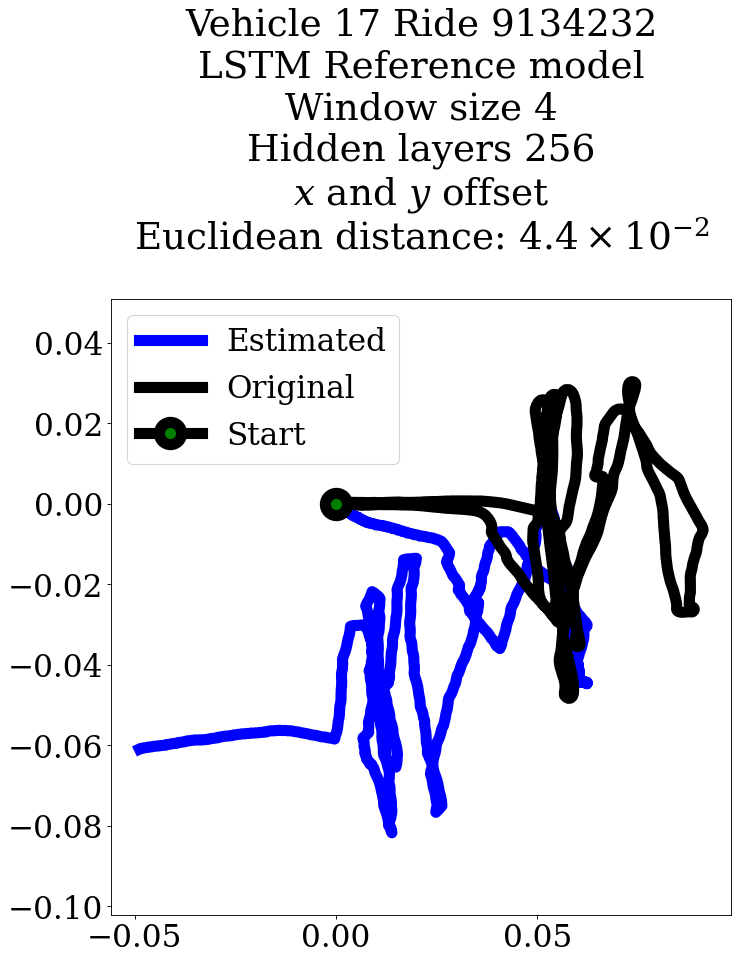 Vehicle 17 Ride 9134232
LSTM Reference model
Window size 4
Hidden layers 256
x and y offset
Euclidean distance: 4.4 × 10⁻²
Estimated
Original
Start
0.04
0.02
0.00
−0.02
−0.04
−0.06
−0.08
−0.10
−0.05 0.00 0.05